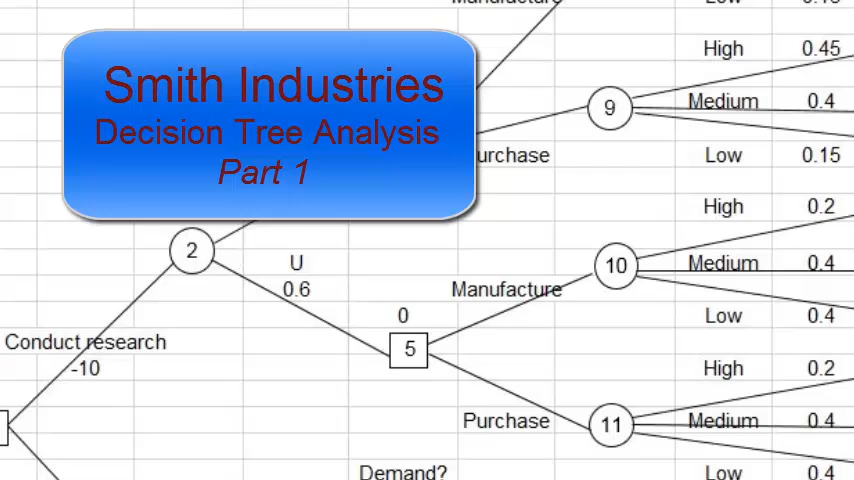 Manufacture
Smith Industries
Decision Tree Analysis
Part 1
High 0.45
9
Medium 0.4
urchase
Low 0.15
High 0.2
2
U
0.6
10
Medium 0.4
Manufacture
0
Low 0.4
Conduct research
-10
5
High 0.2
Purchase
11
Medium 0.4
Demand?
Low 0.4